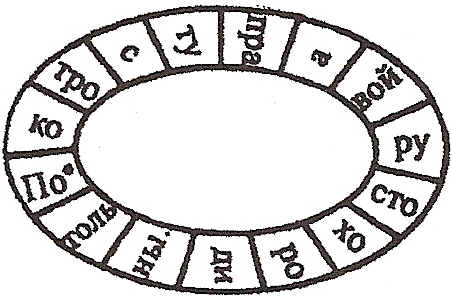 По
ко
тро
с
ту
пра
а
вой
ру
сто
хо
ро
ди
ны.
толь